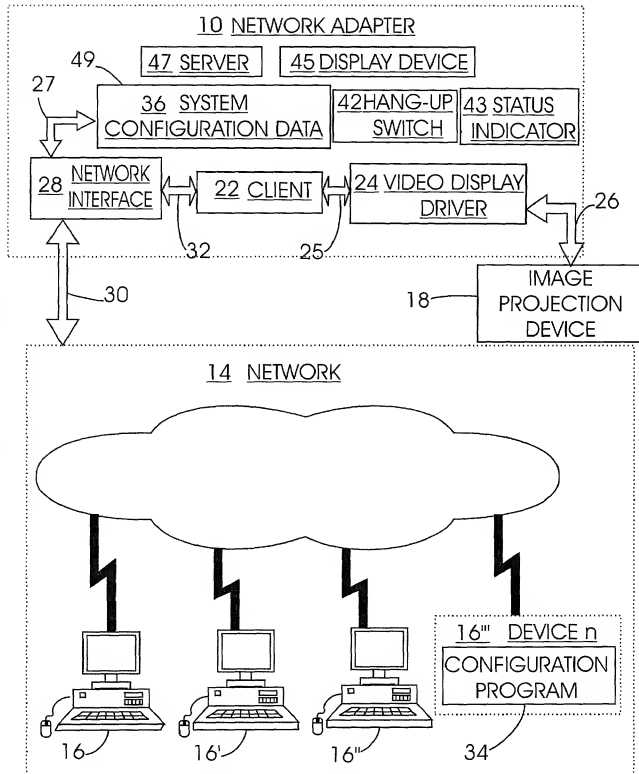 10 NETWORK ADAPTER
47 SERVER
45 DISPLAY DEVICE
49
27
36 SYSTEM
CONFIGURATION DATA
42 HANG-UP
SWITCH
43 STATUS
INDICATOR
28 NETWORK
INTERFACE
22 CLIENT
24 VIDEO DISPLAY
DRIVER
32
25
26
30
18
IMAGE
PROJECTION
DEVICE
14 NETWORK
16''' DEVICE n
CONFIGURATION
PROGRAM
16
16'
16"
34